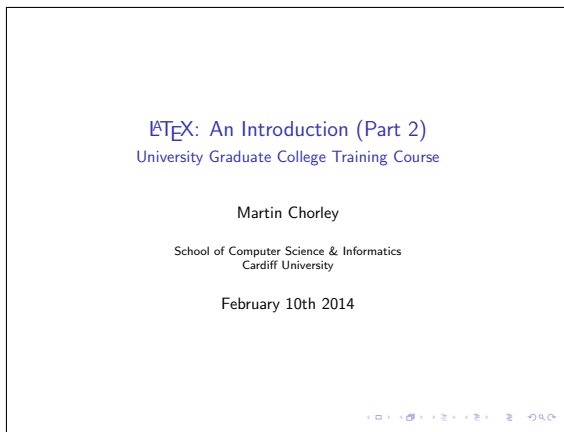 LATEX: An Introduction (Part 2)
University Graduate College Training Course
Martin Chorley
School of Computer Science & Informatics
Cardiff University
February 10th 2014